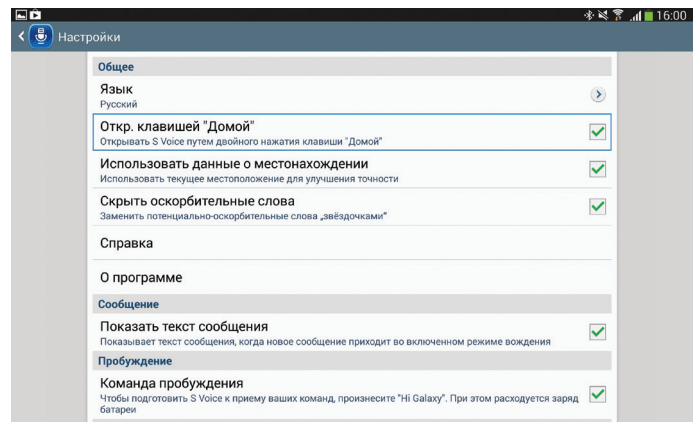 16:00
Настройки
Общее
Язык
Русский
Откр. клавишей "Домой"
Открывать S Voice путем двойного нажатия клавиши "Домой"
Использовать данные о местонахождении
Использовать текущее местоположение для улучшения точности
Скрыть оскорбительные слова
Заменить потенциально-оскорбительные слова „звёздочками"
Справка
О программе
Сообщение
Показать текст сообщения
Показывает текст сообщения, когда новое сообщение приходит во включенном режиме вождения
Пробуждение
Команда пробуждения
Чтобы подготовить S Voice к приему ваших команд, произнесите "Hi Galaxy". При этом расходуется заряд
батареи